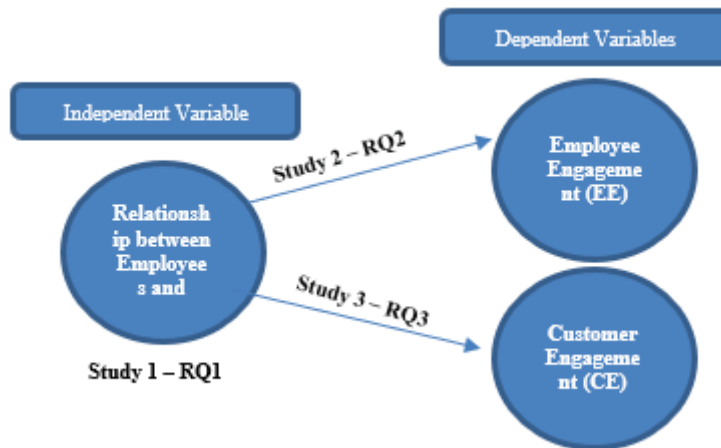 Dependent Variables
Independent Variable
Study 2 – RQ2
Employee
Engageme
nt (EE)
Relationsh
ip between
Employee
s and
Study 3 – RQ3
Customer
Engageme
nt (CE)
Study 1 – RQ1